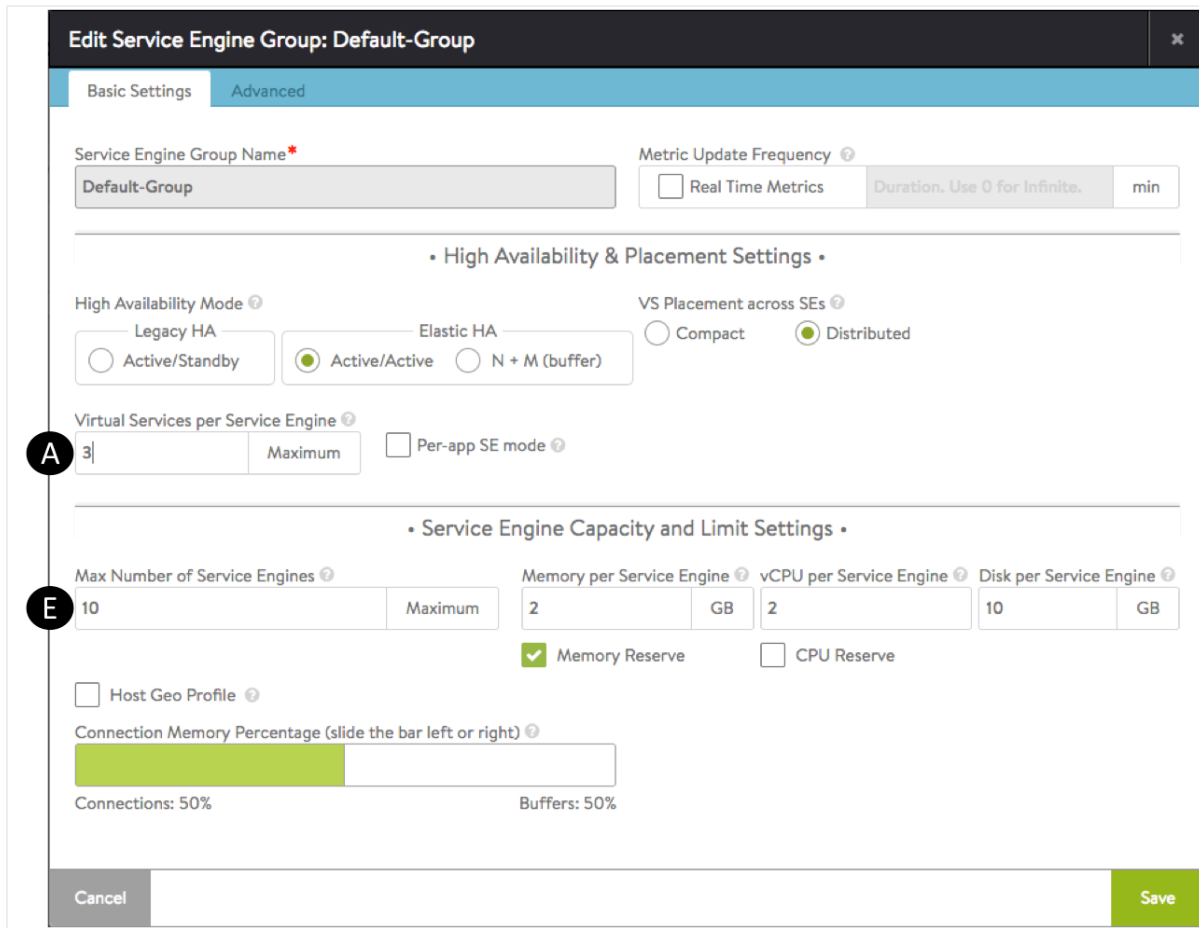 Edit Service Engine Group: Default-Group ×
Basic Settings Advanced
Service Engine Group Name* Metric Update Frequency ?
Default-Group Real Time Metrics Duration. Use 0 for Infinite. min
• High Availability & Placement Settings •
High Availability Mode ? VS Placement across SEs ?
Legacy HA Elastic HA Compact Distributed
Active/Standby Active/Active N + M (buffer)
Virtual Services per Service Engine ?
A 3 Maximum Per-app SE mode ?
• Service Engine Capacity and Limit Settings •
Max Number of Service Engines ? Memory per Service Engine ? vCPU per Service Engine ? Disk per Service Engine ?
E 10 Maximum 2 GB 2 10 GB
Memory Reserve CPU Reserve
Host Geo Profile ?
Connection Memory Percentage (slide the bar left or right) ?
Connections: 50% Buffers: 50%
Cancel Save